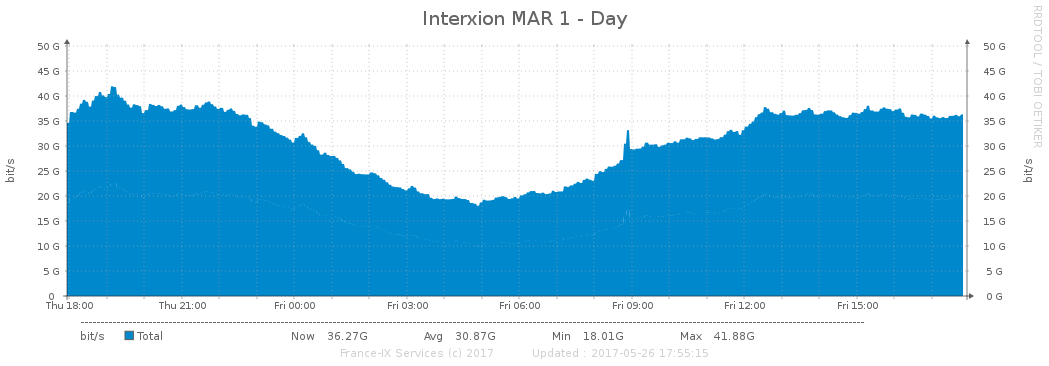 Interxion MAR 1 - Day
RRDTOOL / TOBI OETIKER
bit/s
50 G 50 G
45 G 45 G
40 G 40 G
35 G 35 G
30 G 30 G
25 G 25 G
20 G 20 G
15 G 15 G
10 G 10 G
5 G 5 G
0 0 G
bit/s
Thu 18:00 Thu 21:00 Fri 00:00 Fri 03:00 Fri 06:00 Fri 09:00 Fri 12:00 Fri 15:00
bit/s Total Now 36.27G Avg 30.87G Min 18.01G Max 41.88G
France-IX Services (c) 2017 Updated : 2017-05-26 17:55:15